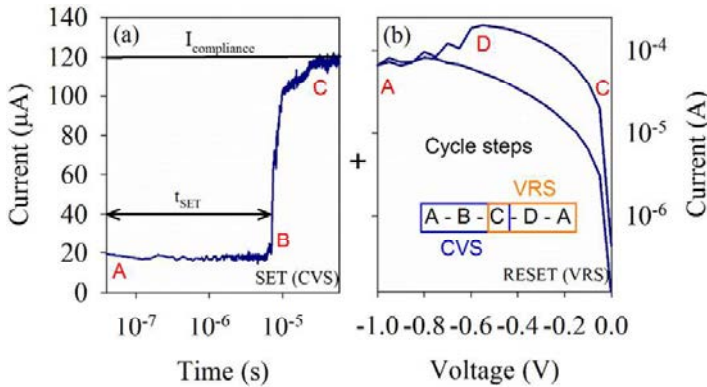 (a)
I compliance
140
120
100
80
60
40
20
0
Current (µA)
t SET
A
B
C
SET (CVS)
10-7
10-6
10-5
Time (s)
+
(b)
A
D
C
Cycle steps
VRS
A - B - C - D - A
CVS
RESET (VRS)
10-4
10-5
10-6
Current (A)
-1.0 -0.8 -0.6 -0.4 -0.2 0.0
Voltage (V)